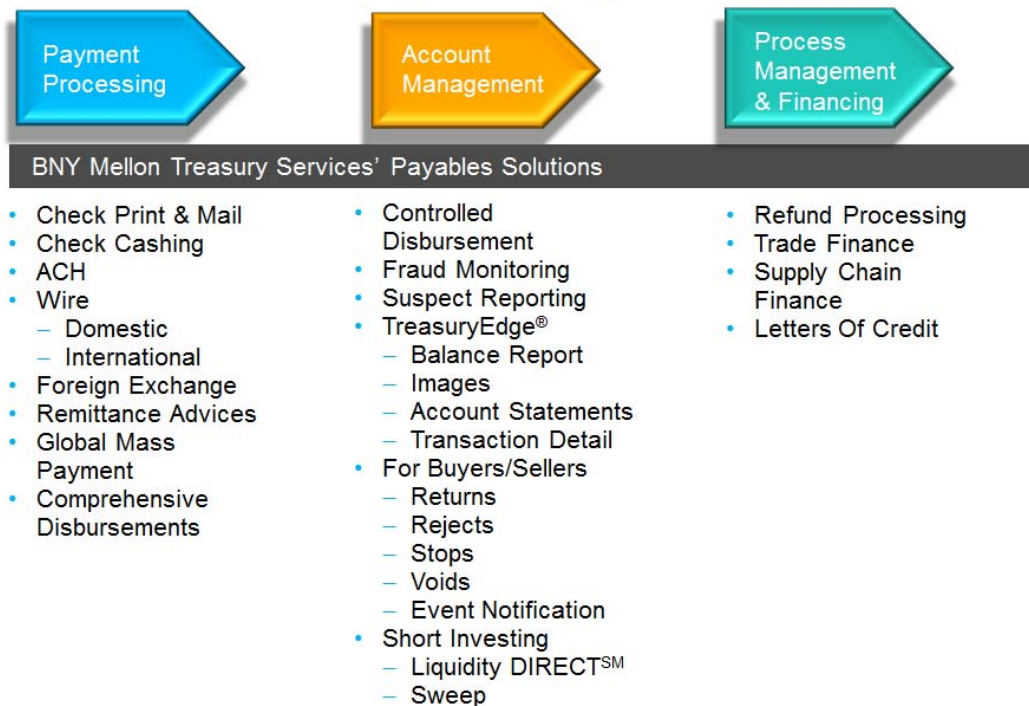 Payment
Processing
Account
Management
Process
Management
& Financing
BNY Mellon Treasury Services’ Payables Solutions
• Check Print & Mail
• Check Cashing
• ACH
• Wire
– Domestic
– International
• Foreign Exchange
• Remittance Advices
• Global Mass
Payment
• Comprehensive
Disbursements
• Controlled
Disbursement
• Fraud Monitoring
• Suspect Reporting
• TreasuryEdge®
– Balance Report
– Images
– Account Statements
– Transaction Detail
• For Buyers/Sellers
– Returns
– Rejects
– Stops
– Voids
– Event Notification
• Short Investing
– Liquidity DIRECT℠
– Sweep
• Refund Processing
• Trade Finance
• Supply Chain
Finance
• Letters Of Credit